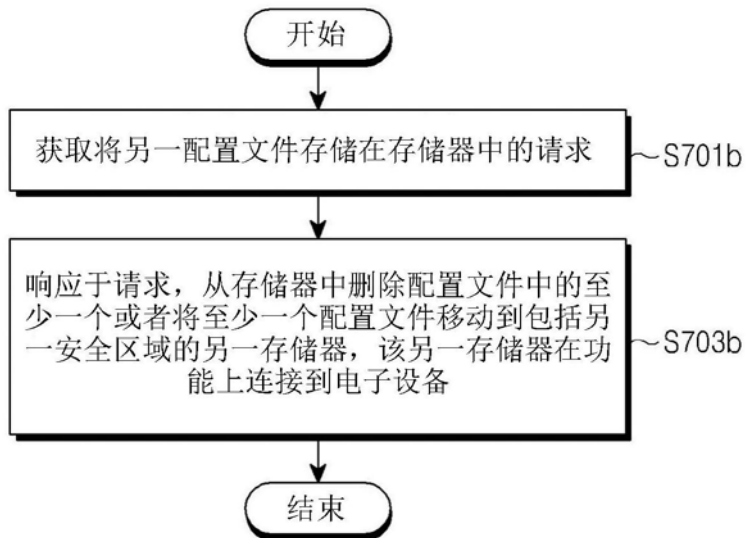 开始
获取将另一配置文件存储在存储器中的请求
S701b
响应于请求，从存储器中删除配置文件中的至
少一个或者将至少一个配置文件移动到包括另
一安全区域的另一存储器，该另一存储器在功
能上连接到电子设备
S703b
结束